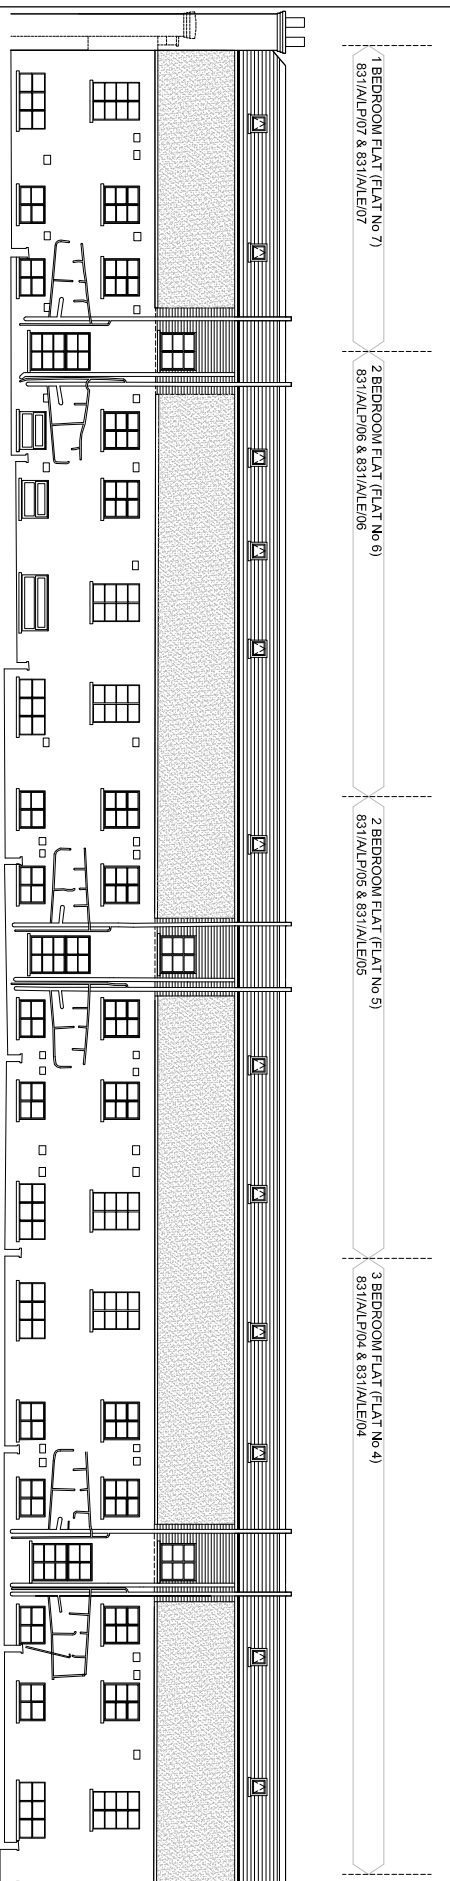 1 BEDROOM FLAT (FLAT No 7)
831/A/LP/07 & 831/A/LE/07
2 BEDROOM FLAT (FLAT No 6)
831/A/LP/06 & 831/A/LE/06
2 BEDROOM FLAT (FLAT No 5)
831/A/LP/05 & 831/A/LE/05
3 BEDROOM FLAT (FLAT No 4)
831/A/LP/04 & 831/A/LE/04